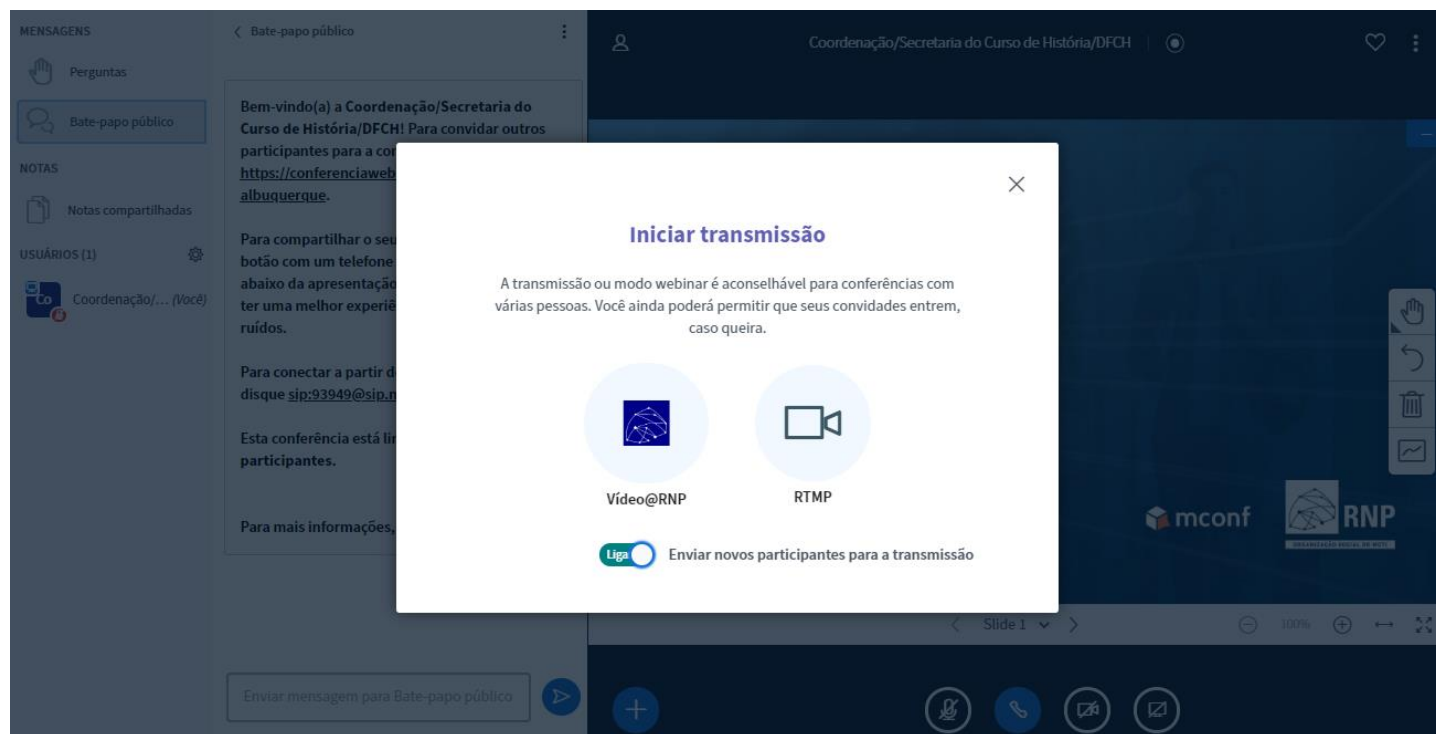 MENSAGENS
Perguntas
Bate-papo público
NOTAS
Notas compartilhadas
USUÁRIOS (1)
Co
Coordenação/... (Você)
Bate-papo público
Bem-vindo(a) a Coordenação/Secretaria do
Curso de História/DFCH! Para convidar outros
participantes para a con
https://conferenciaweb
albuquerque.
Para compartilhar o seu
botão com um telefone
abaixo da apresentação
ter uma melhor experiê
ruídos.
Para conectar a partir d
disque sip:93949@sip.n
Esta conferência está lin
participantes.
Para mais informações,
Enviar mensagem para Bate-papo público
Coordenação/Secretaria do Curso de História/DFCH
Iniciar transmissão
A transmissão ou modo webinar é aconselhável para conferências com
várias pessoas. Você ainda poderá permitir que seus convidades entrem,
caso queira.
Vídeo@RNP
RTMP
Liga
Enviar novos participantes para a transmissão
mconf
RNP
Slide 1
100%